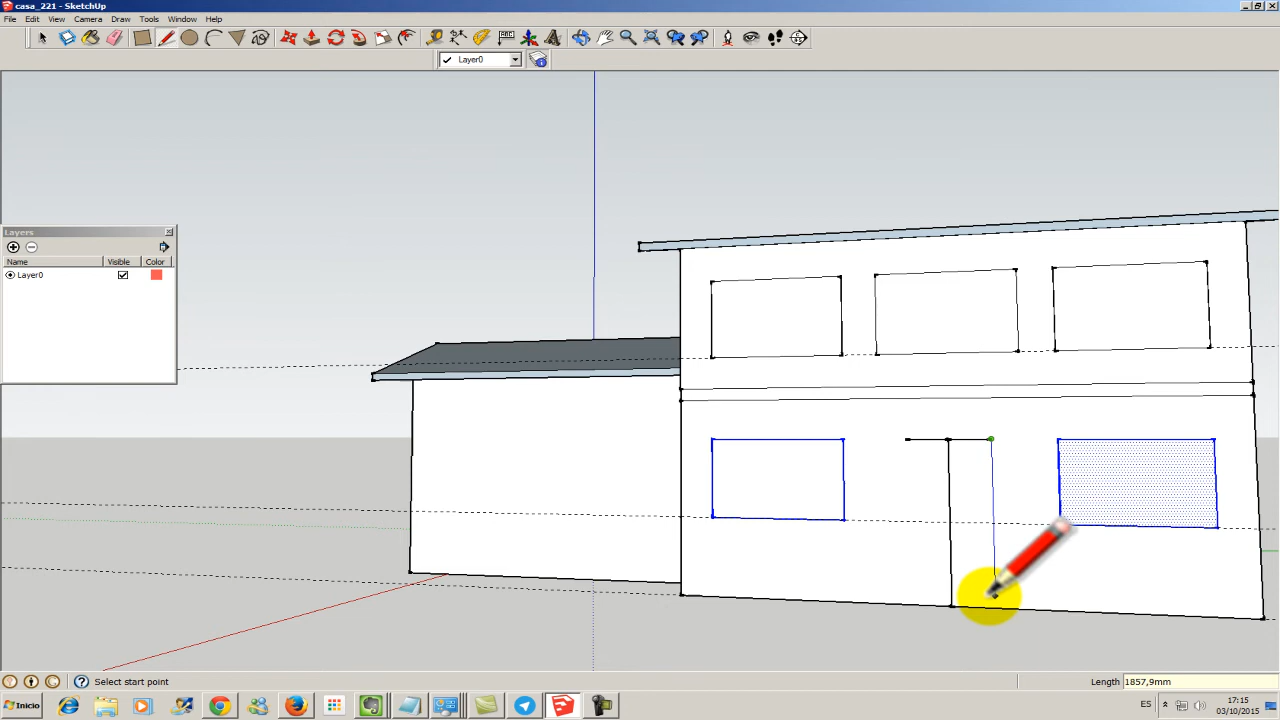 casa_221 - SketchUp
File Edit View Camera Draw Tools Window Help
Layer0
Layers
Name Visible Color
Layer0
Select start point
Length 1857,9mm
Inicio
ES
17:15
03/10/2015